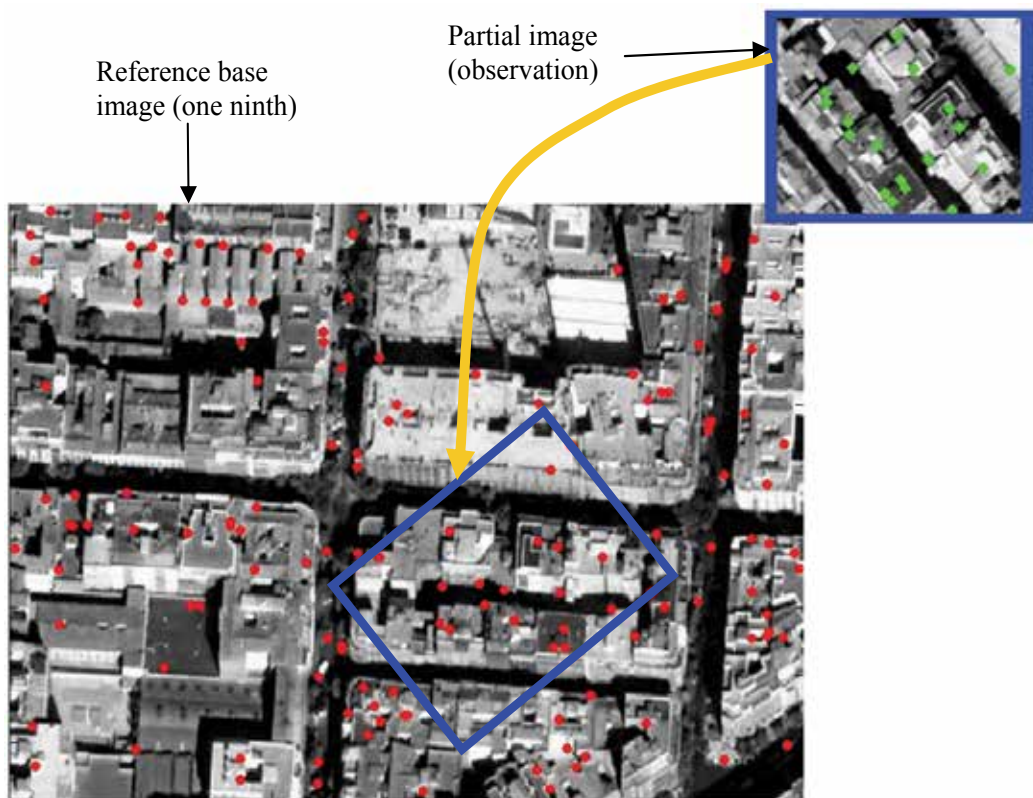 Partial image
(observation)
Reference base
image (one ninth)